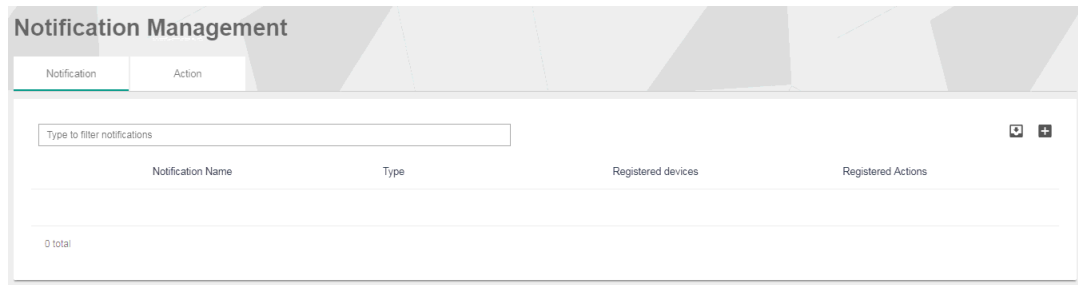 Notification Management
Notification Action
Type to filter notifications
Notification Name Type Registered devices Registered Actions
0 total